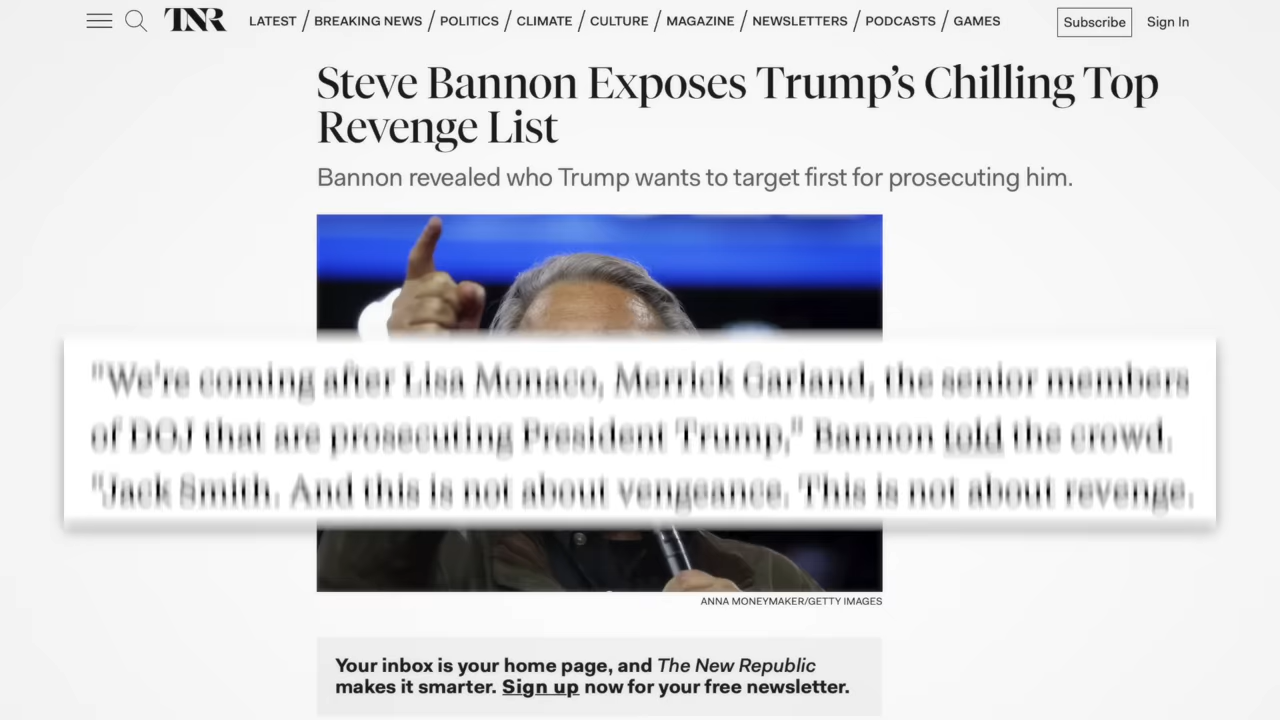 TNR LATEST / BREAKING NEWS / POLITICS / CLIMATE / CULTURE / MAGAZINE / NEWSLETTERS / PODCASTS / GAMES Subscribe Sign In
Steve Bannon Exposes Trump’s Chilling Top
Revenge List
Bannon revealed who Trump wants to target first for prosecuting him.
"We're coming after Lisa Monaco, Merrick Garland, the senior members
of DOJ that are prosecuting President Trump," Bannon told the crowd.
"Jack Smith. And this is not about vengeance. This is not about revenge.
ANNA MONEYMAKER/GETTY IMAGES
Your inbox is your home page, and The New Republic
makes it smarter. Sign up now for your free newsletter.